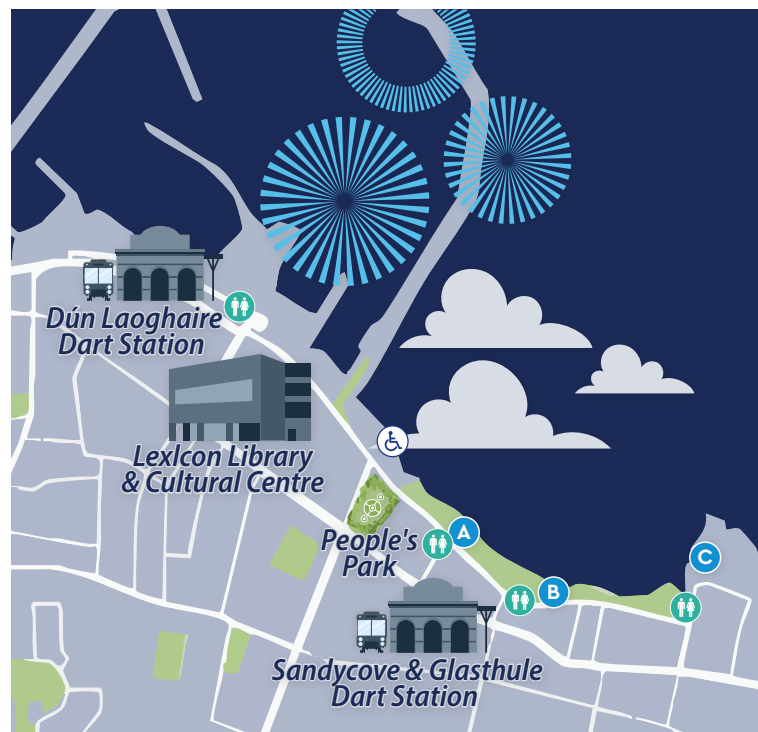 Dún Laoghaire
Dart Station
LexIcon Library
& Cultural Centre
People's
Park
A
B
C
Sandycove & Glasthule
Dart Station